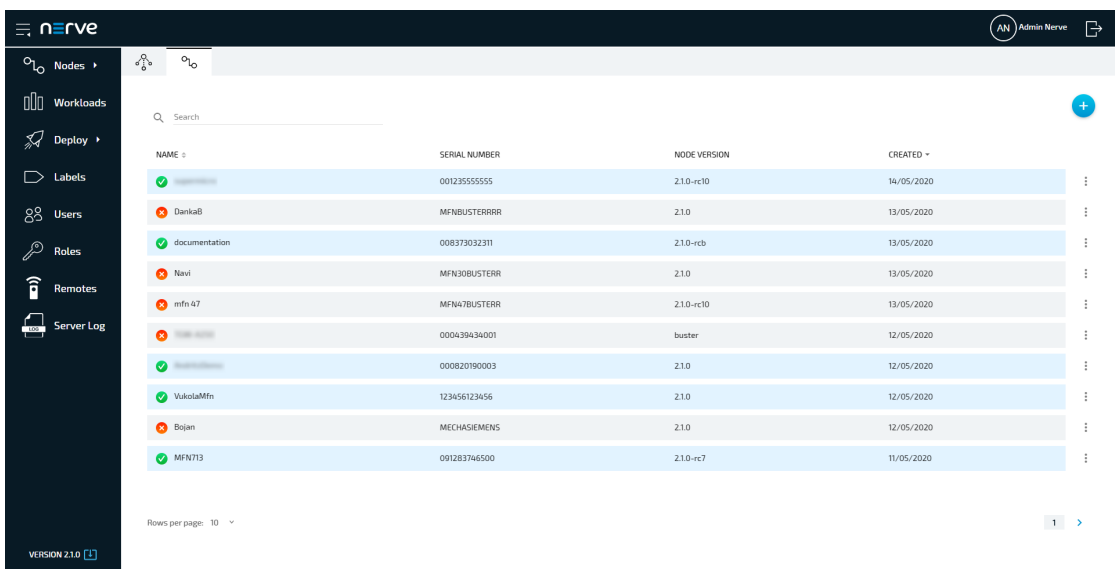 nerve
AN Admin Nerve
Nodes
Workloads
Deploy
Labels
Users
Roles
Remotes
LOG Server Log
VERSION 2.1.0
Search
NAME SERIAL NUMBER NODE VERSION CREATED
001235555555 2.1.0-rc10 14/05/2020
DankaB MFNBUSTERRRR 2.1.0 13/05/2020
documentation 008373032311 2.1.0-rcb 13/05/2020
Navi MFN30BUSTERR 2.1.0 13/05/2020
mfn 47 MFN47BUSTERR 2.1.0-rc10 13/05/2020
000439434001 buster 12/05/2020
000820190003 2.1.0 12/05/2020
VukolaMfn 123456123456 2.1.0 12/05/2020
Bojan MECHASIEMENS 2.1.0 12/05/2020
MFN713 091283746500 2.1.0-rc7 11/05/2020
Rows per page: 10 1